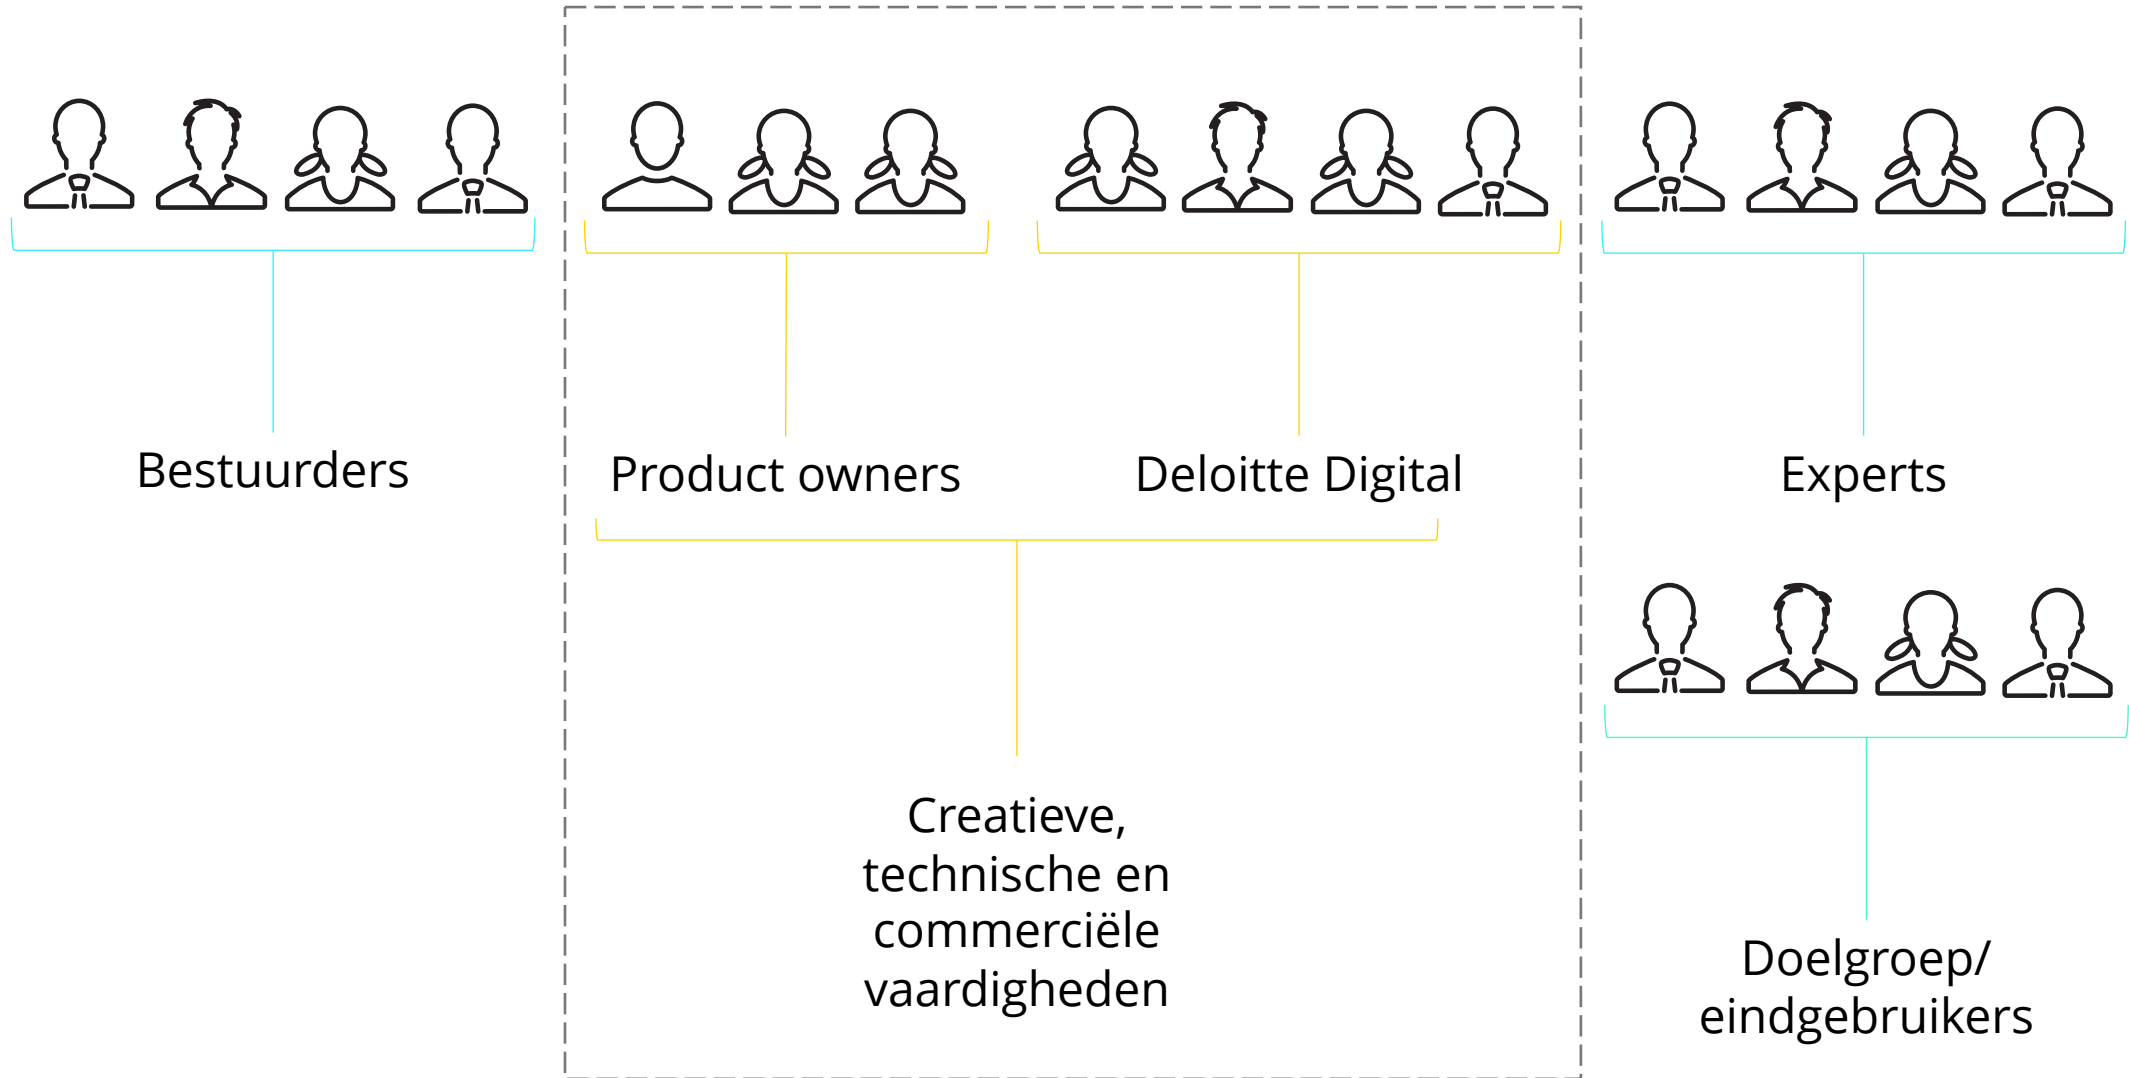 Bestuurders
Product owners
Deloitte Digital
Experts
Creatieve,
technische en
commerciële
vaardigheden
Doelgroep/
eindgebruikers